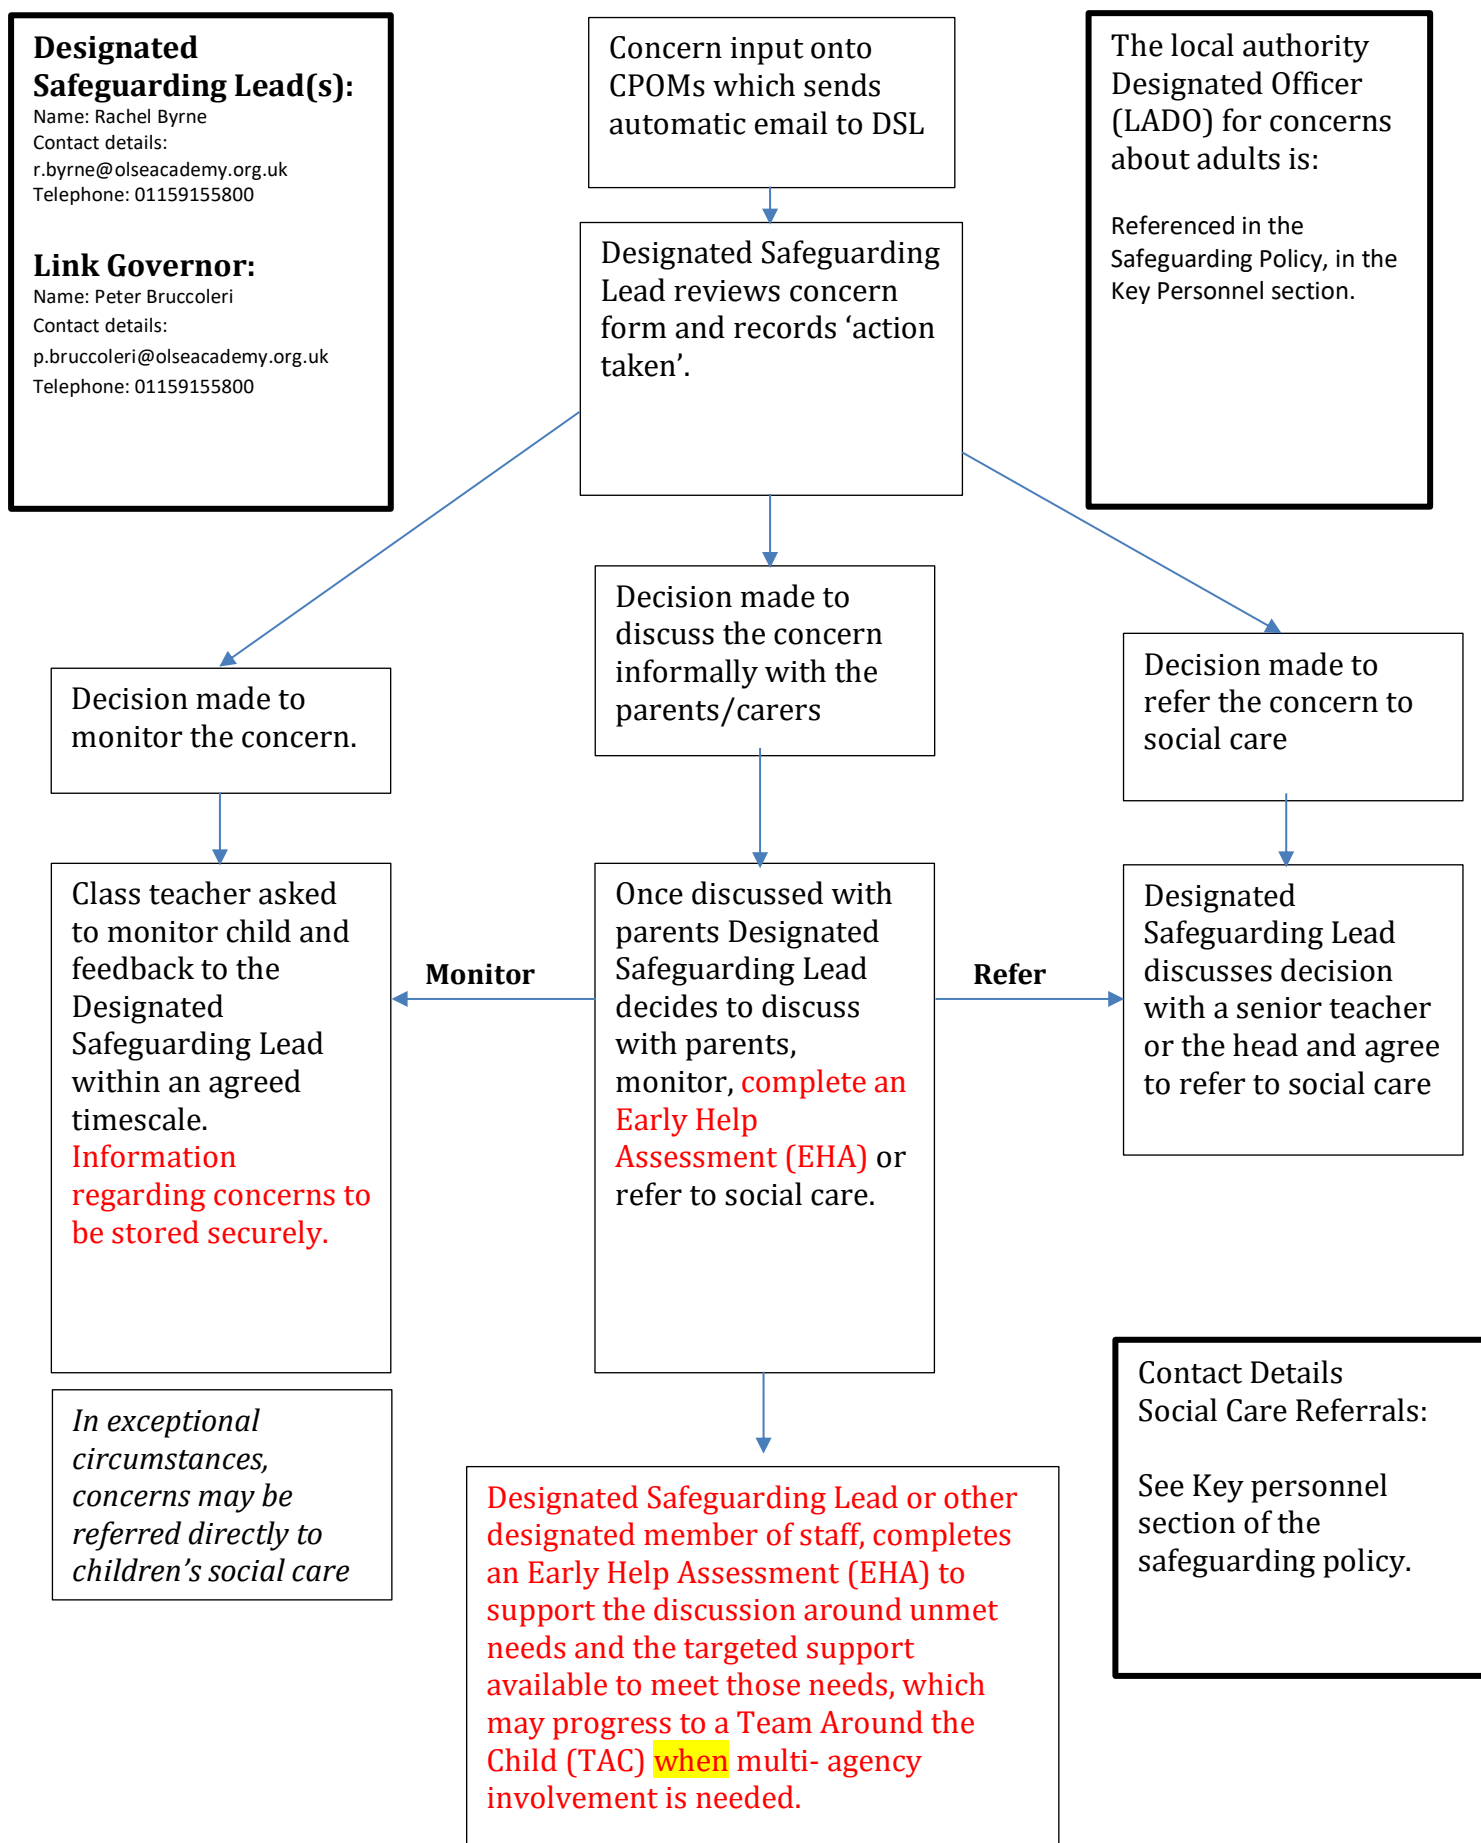 Designated
Safeguarding Lead(s):
Name: Rachel Byrne
Contact details:
r.byrne@olseacademy.org.uk
Telephone: 01159155800
Link Governor:
Name: Peter Bruccoleri
Contact details:
p.bruccoleri@olseacademy.org.uk
Telephone: 01159155800
Concern input onto
CPOMs which sends
automatic email to DSL
The local authority
Designated Officer
(LADO) for concerns
about adults is:
Referenced in the
Safeguarding Policy, in the
Key Personnel section.
Designated Safeguarding
Lead reviews concern
form and records ‘action
taken’.
Decision made to
monitor the concern.
Decision made to
discuss the concern
informally with the
parents/carers
Decision made to
refer the concern to
social care
Class teacher asked
to monitor child and
feedback to the
Designated
Safeguarding Lead
within an agreed
timescale.
Information
regarding concerns to
be stored securely.
Monitor
Once discussed with
parents Designated
Safeguarding Lead
decides to discuss
with parents,
monitor, complete an
Early Help
Assessment (EHA) or
refer to social care.
Refer
Designated
Safeguarding Lead
discusses decision
with a senior teacher
or the head and agree
to refer to social care
In exceptional
circumstances,
concerns may be
referred directly to
children’s social care
Designated Safeguarding Lead or other
designated member of staff, completes
an Early Help Assessment (EHA) to
support the discussion around unmet
needs and the targeted support
available to meet those needs, which
may progress to a Team Around the
Child (TAC) when multi- agency
involvement is needed.
Contact Details
Social Care Referrals:
See Key personnel
section of the
safeguarding policy.